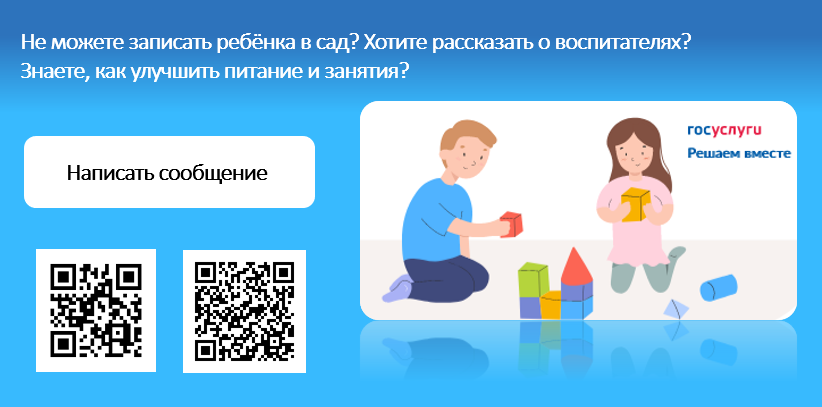 Не можете записать ребёнка в сад? Хотите рассказать о воспитателях?
Знаете, как улучшить питание и занятия?
госуслуги
Решаем вместе
Написать сообщение